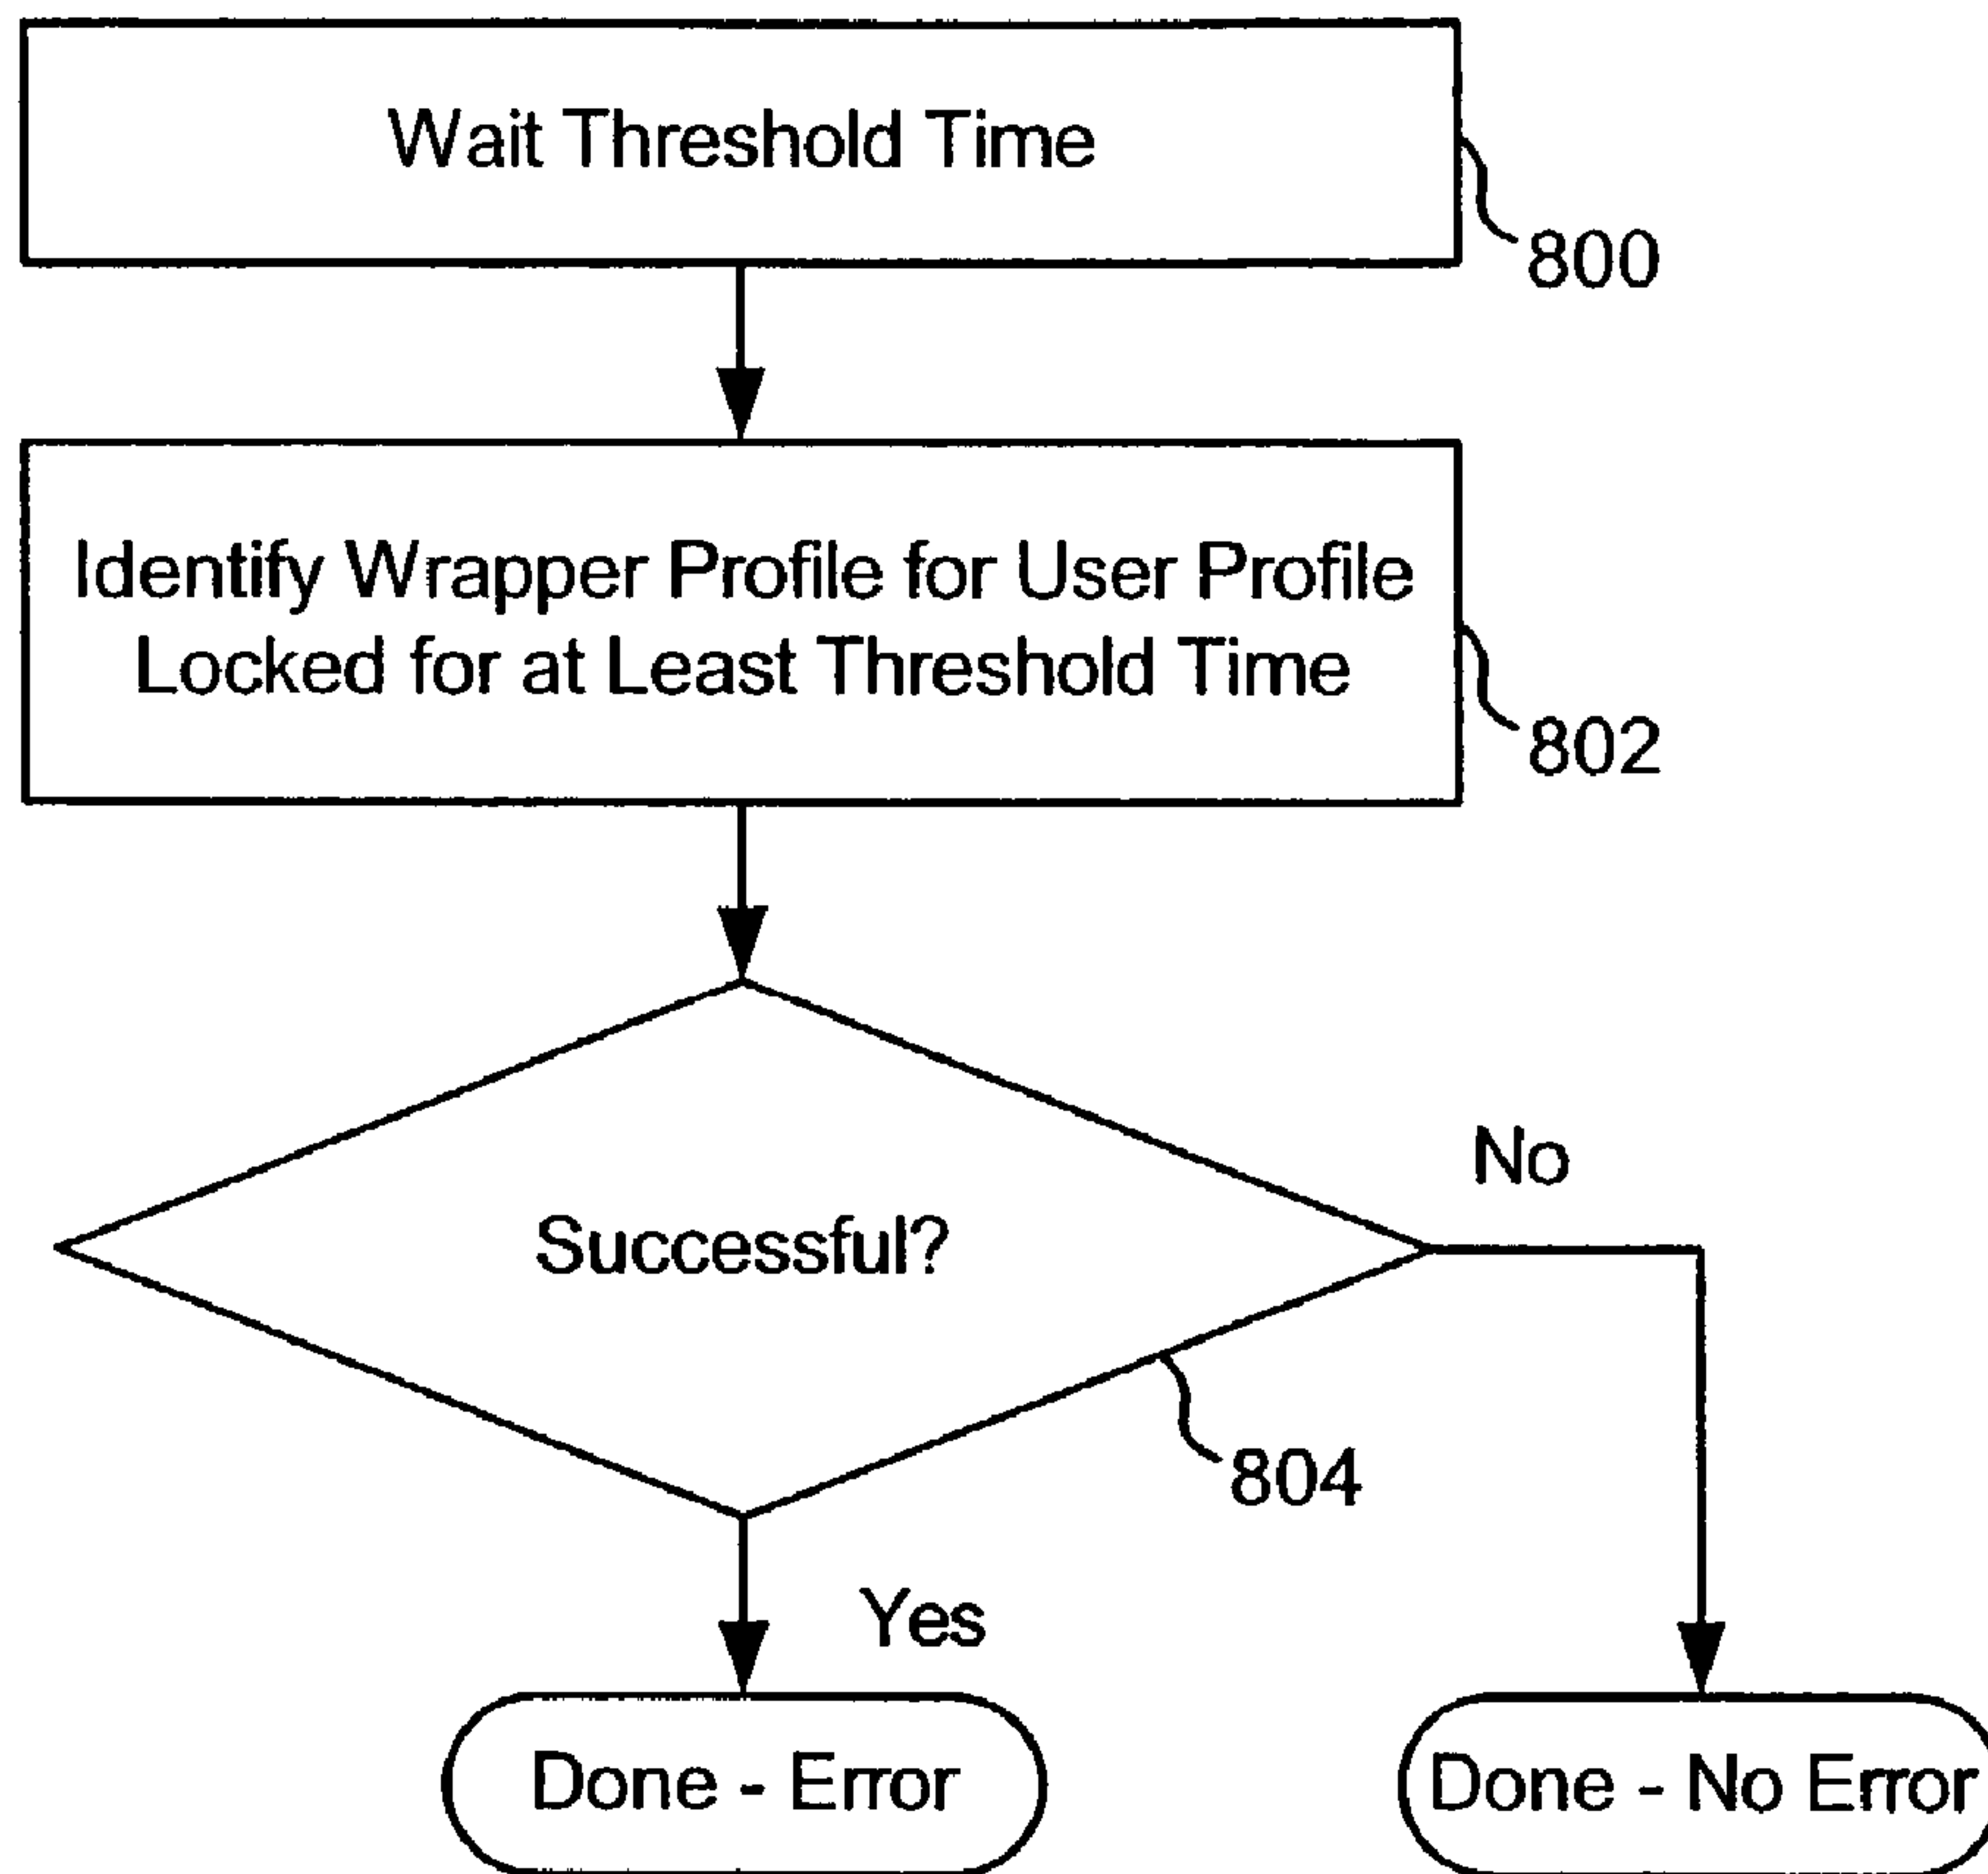 Wait Threshold Time
800
Identify Wrapper Profile for User Profile
Locked for at Least Threshold Time
802
No
Successful?
804
Yes
Done - Error
Done - No Error